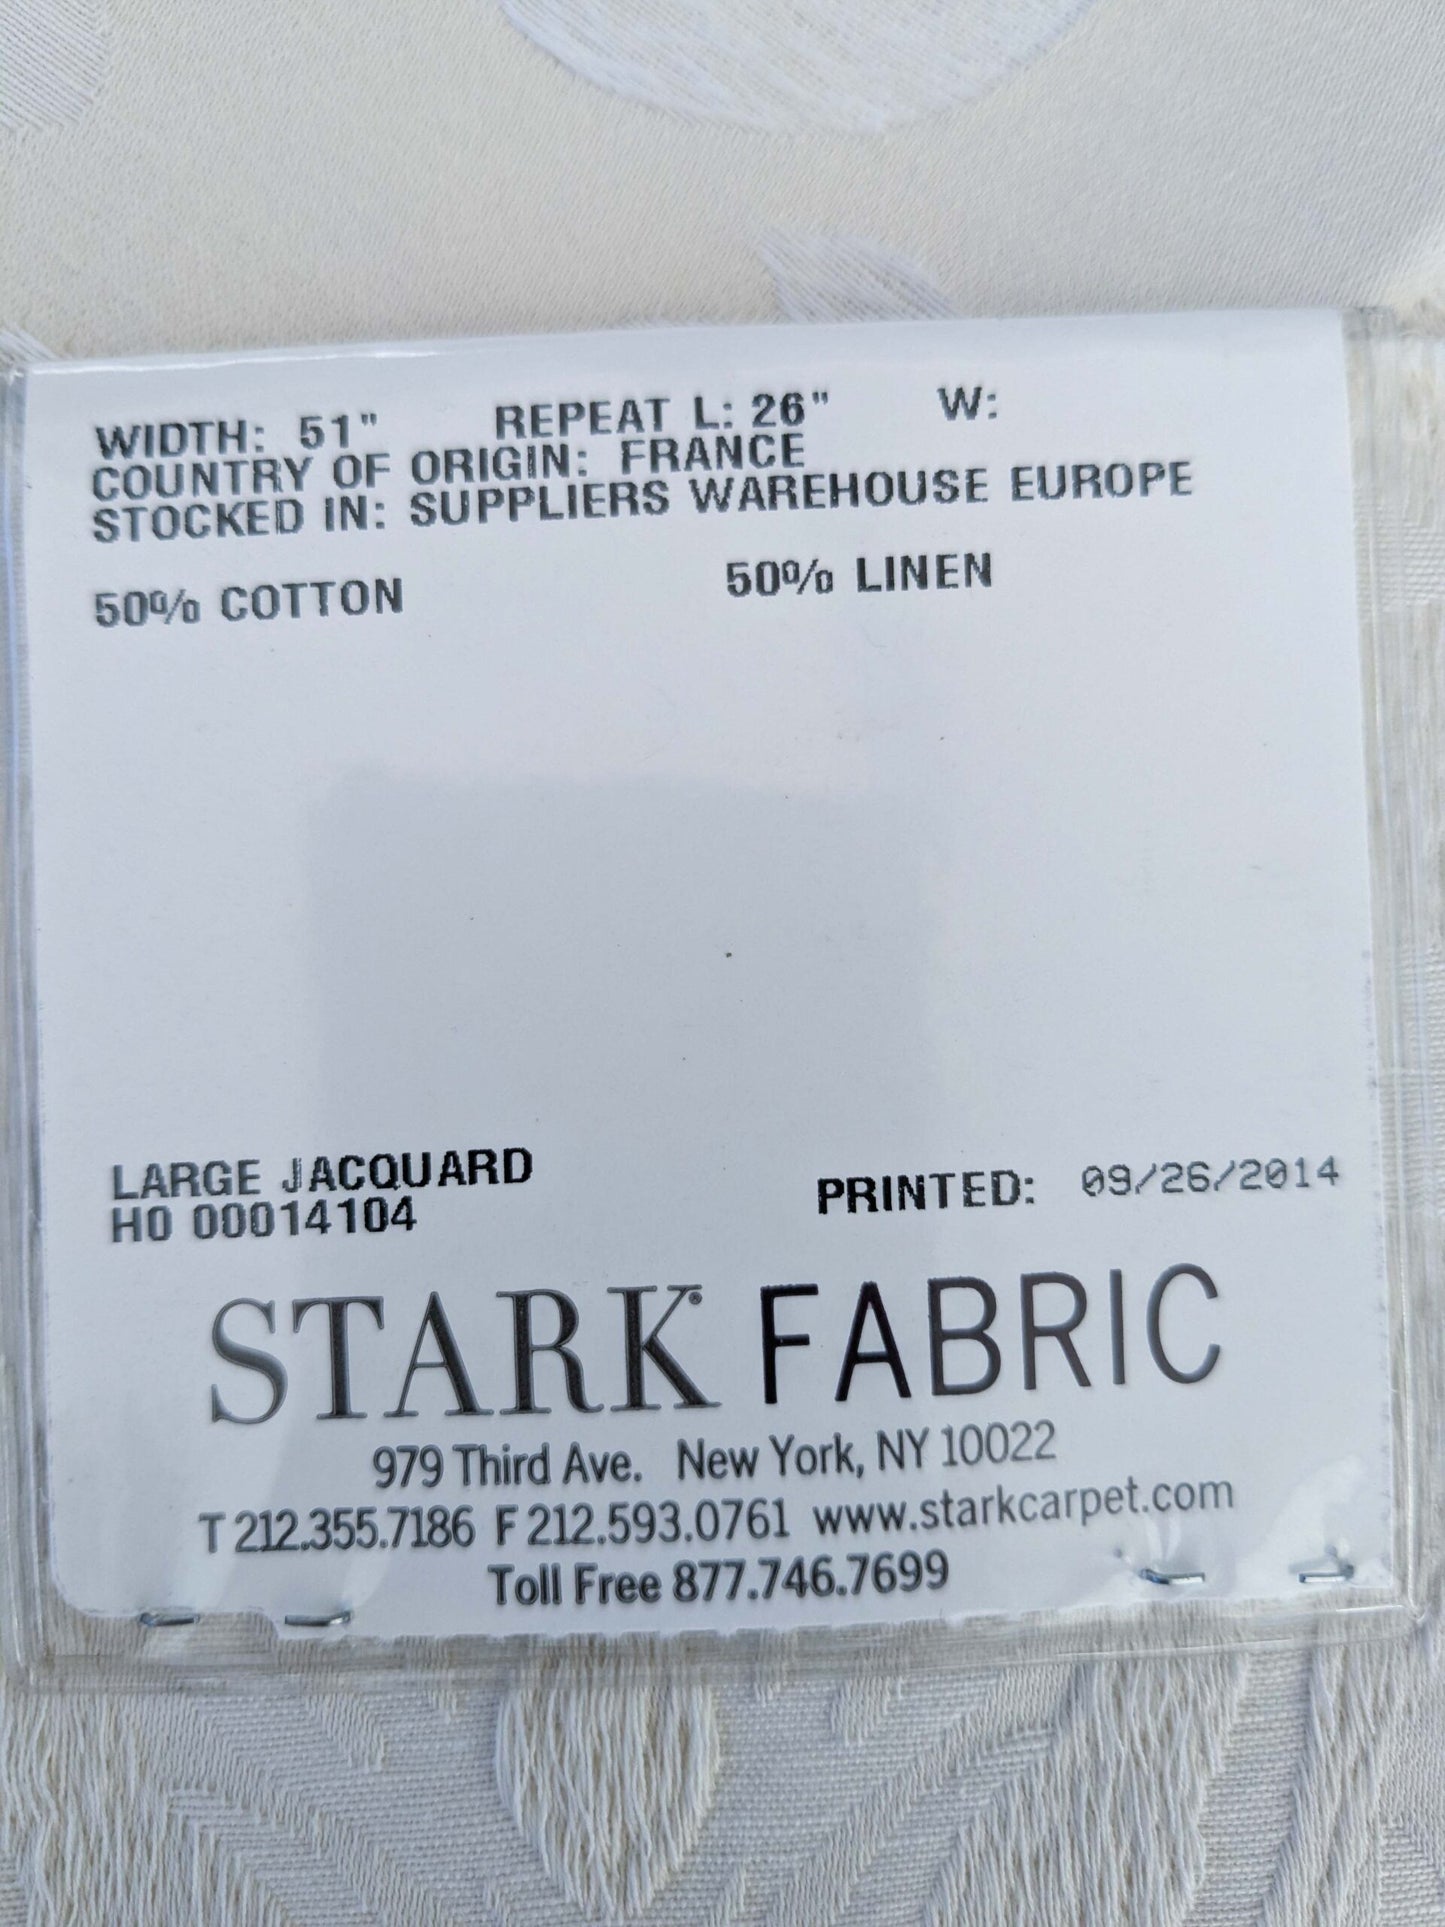 WIDTH: 51" REPEAT L: 26" W:
COUNTRY OF ORIGIN: FRANCE
STOCKED IN: SUPPLIERS WAREHOUSE EUROPE
50% COTTON 50% LINEN
LARGE JACQUARD
H0 00014104 PRINTED: 09/26/2014
STARK® FABRIC
979 Third Ave. New York, NY 10022
T 212.355.7186 F 212.593.0761 www.starkcarpet.com
Toll Free 877.746.7699